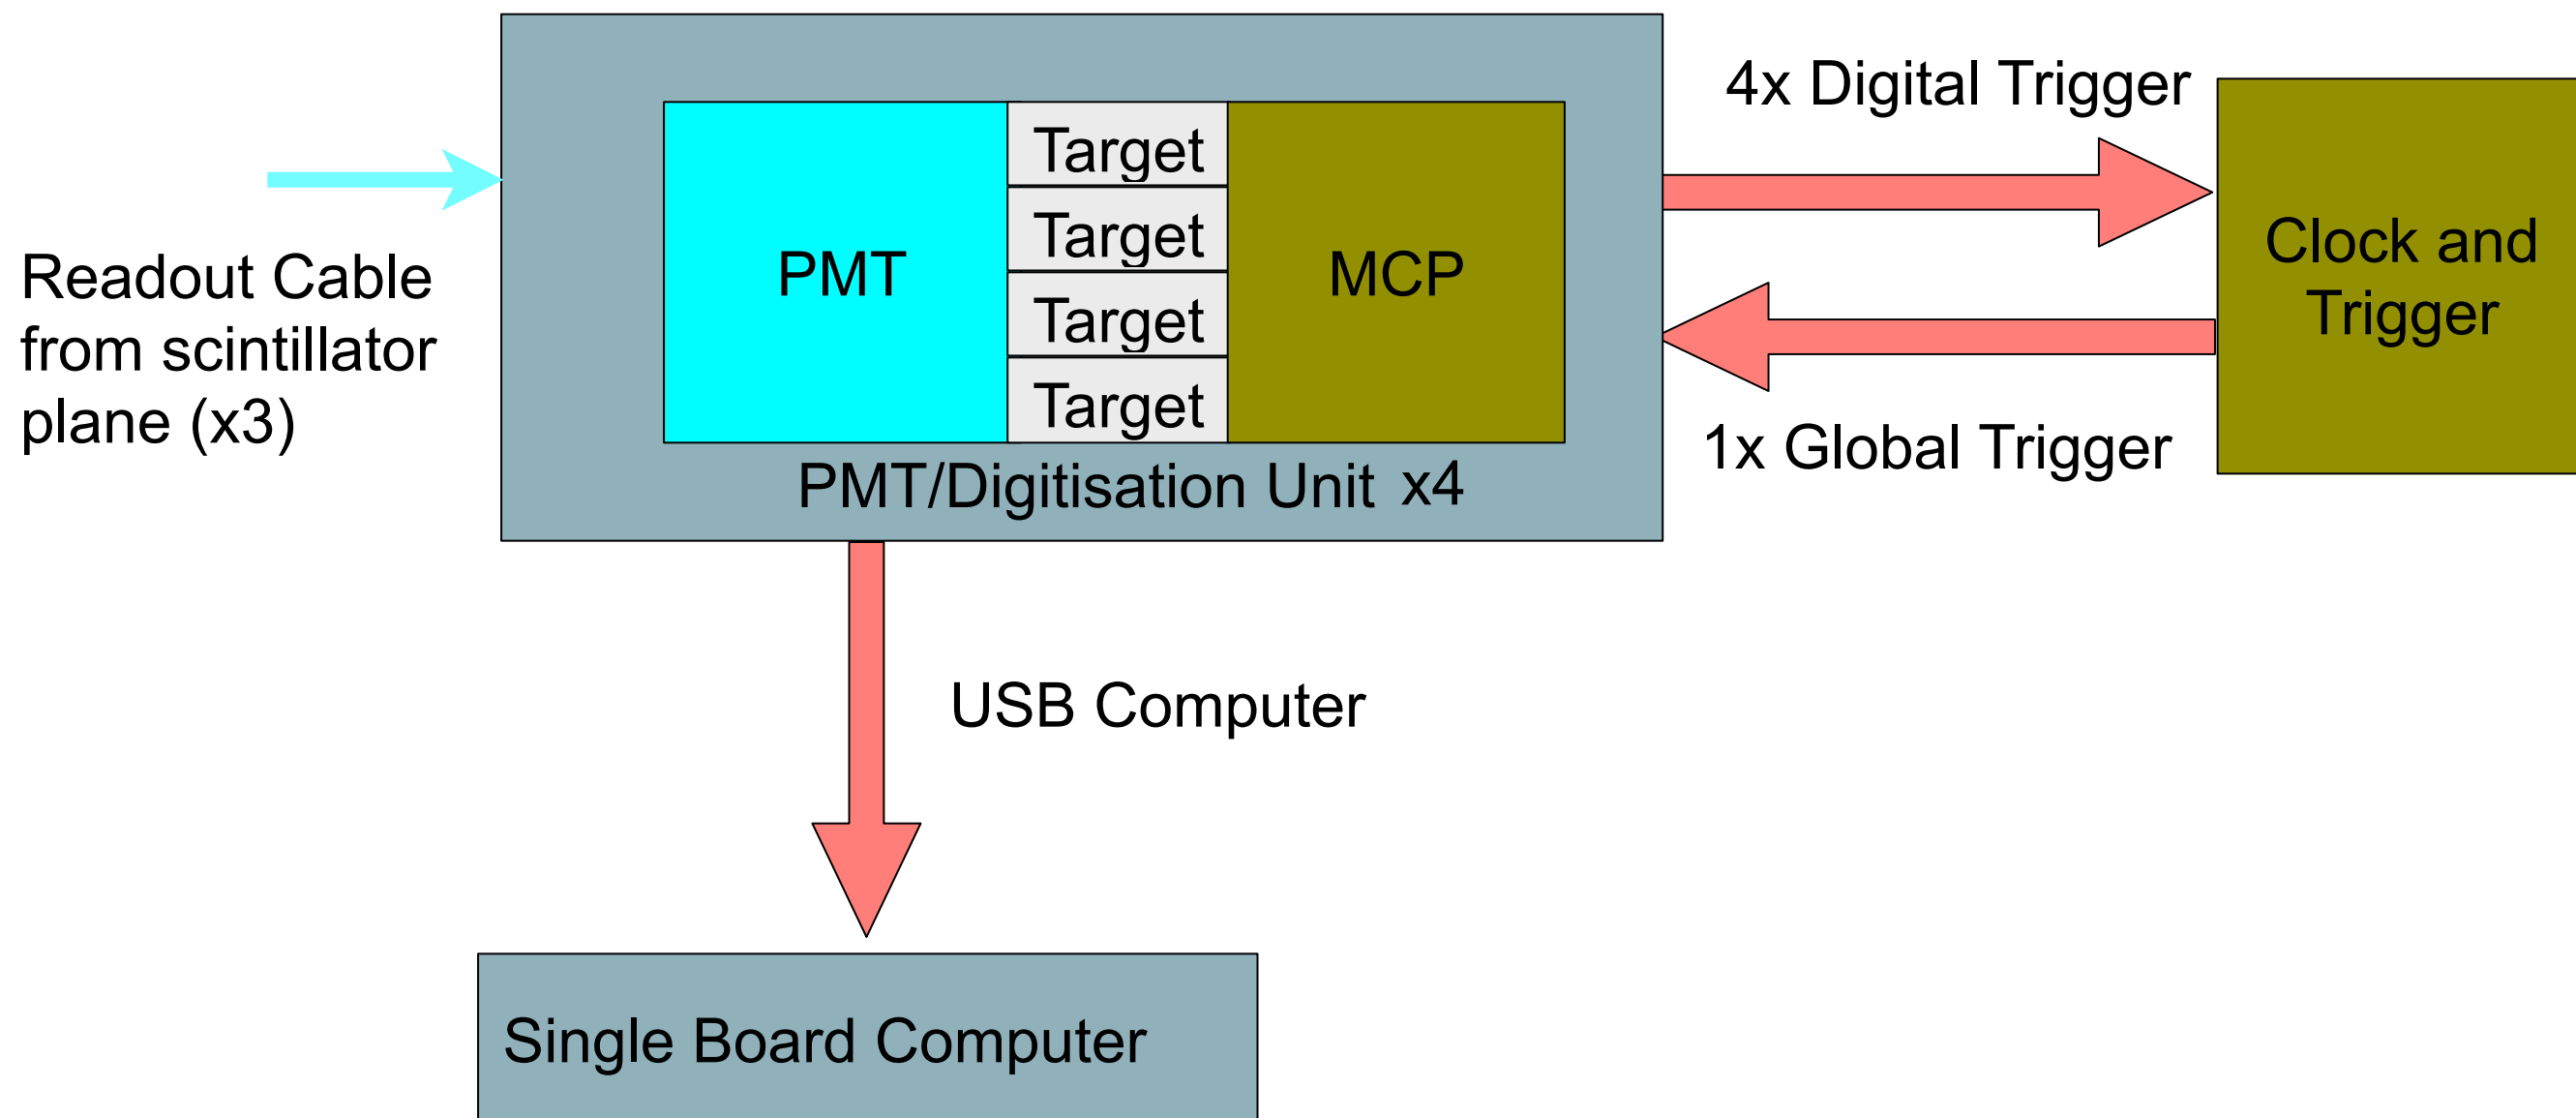 Readout Cable
from scintillator
plane (x3)
PMT
Target
Target
Target
Target
MCP
PMT/Digitisation Unit x4
4x Digital Trigger
1x Global Trigger
Clock and
Trigger
USB Computer
Single Board Computer